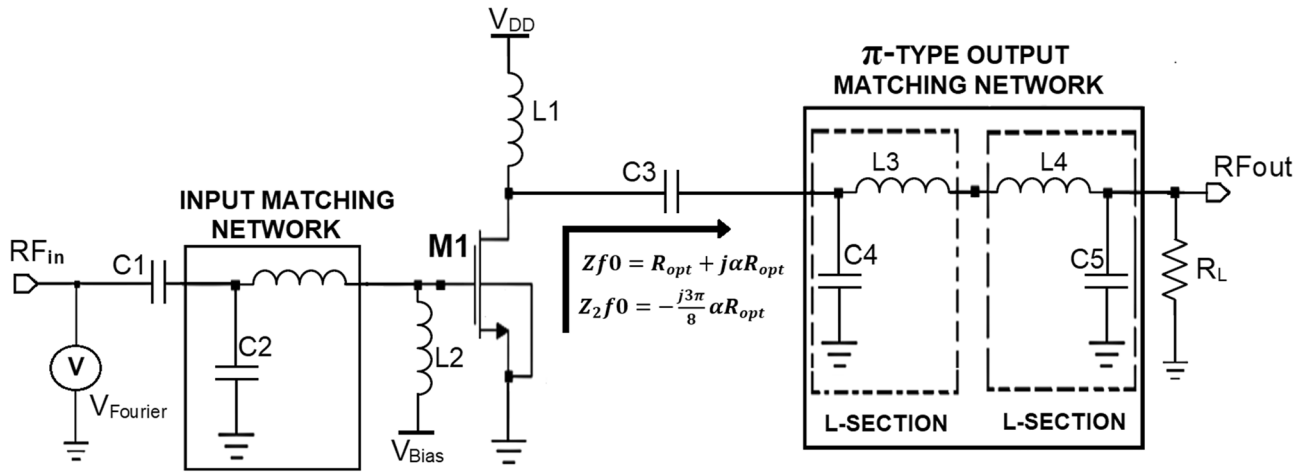 V_DD
π-TYPE OUTPUT
MATCHING NETWORK
L1
L3
L4
RFout
C3
INPUT MATCHING
NETWORK
M1
RF_in
C1
Zf0 = R_opt + jαR_opt
Z_2f0 = -\frac{j3π}{8} αR_opt
C4
C5
R_L
C2
L2
V
V_Fourier
V_Bias
L-SECTION
L-SECTION